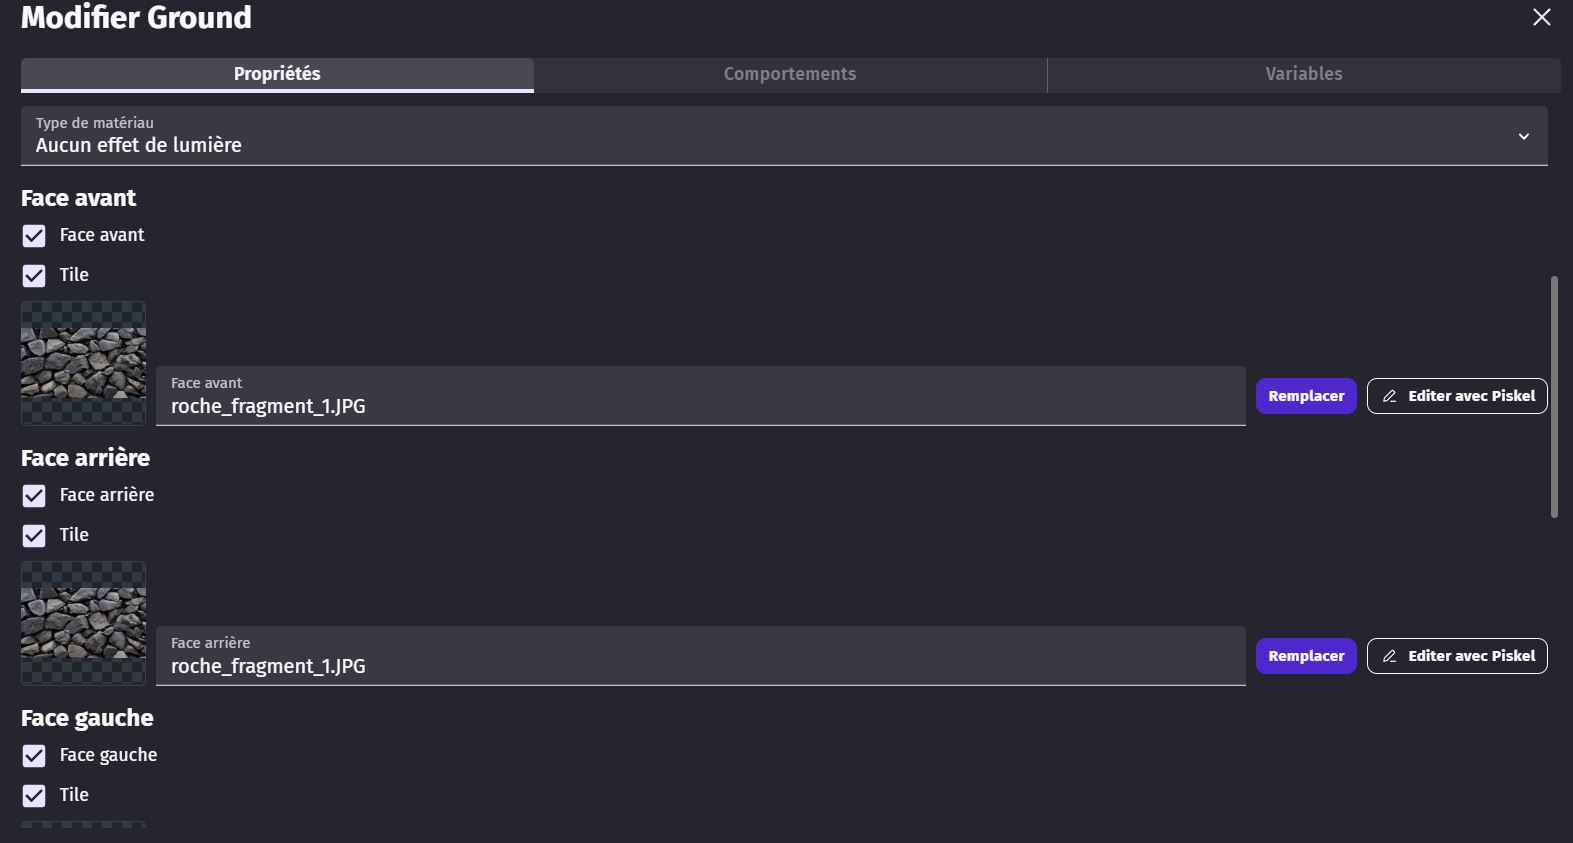 Modifier Ground
Propriétés
Comportements
Variables
Type de matériau
Aucun effet de lumière
Face avant
Face avant
Tile
Face avant
roche_fragment_1.JPG
Remplacer
Editer avec Piskel
Face arrière
Face arrière
Tile
Face arrière
roche_fragment_1.JPG
Remplacer
Editer avec Piskel
Face gauche
Face gauche
Tile